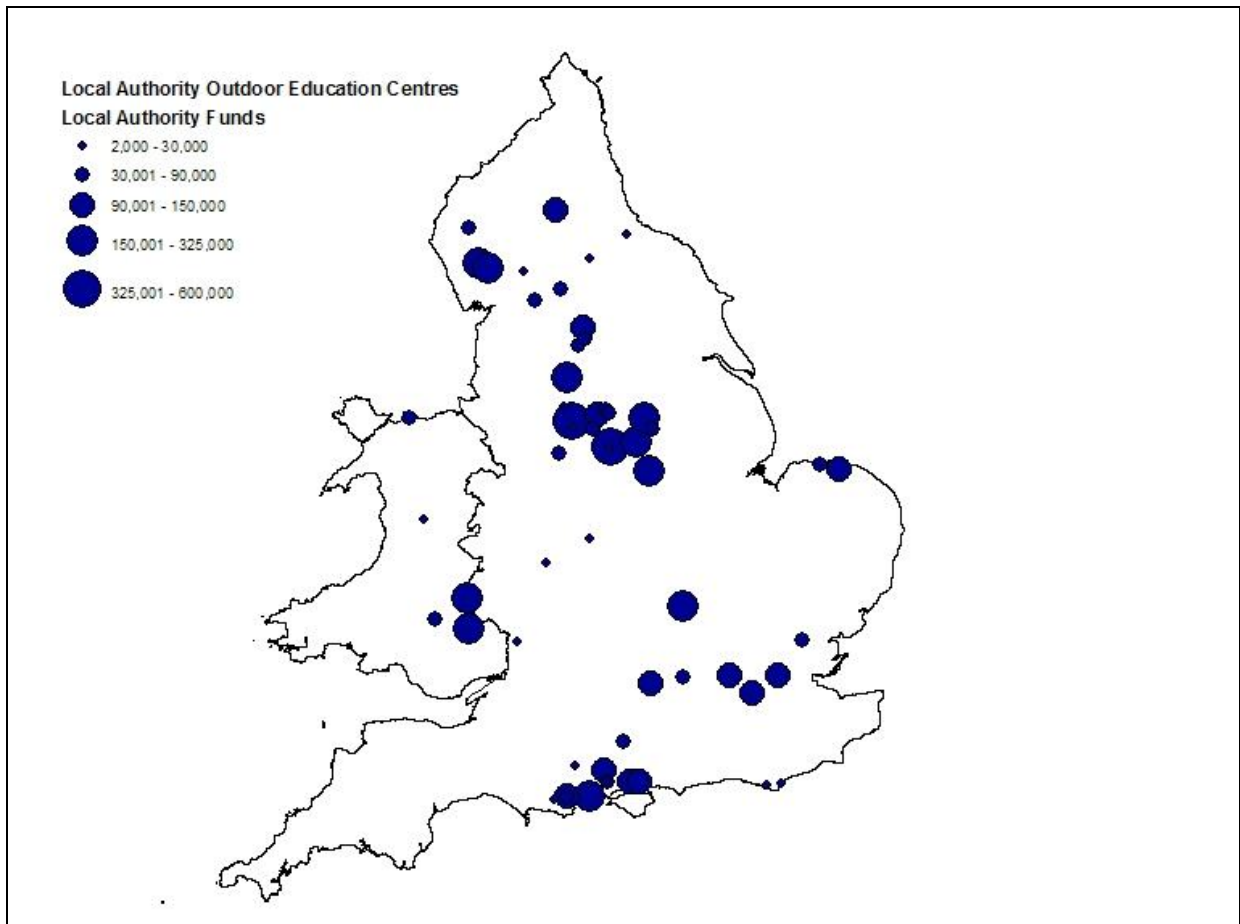 Local Authority Outdoor Education Centres
Local Authority Funds
2,000 - 30,000
30,001 - 90,000
90,001 - 150,000
150,001 - 325,000
325,001 - 600,000